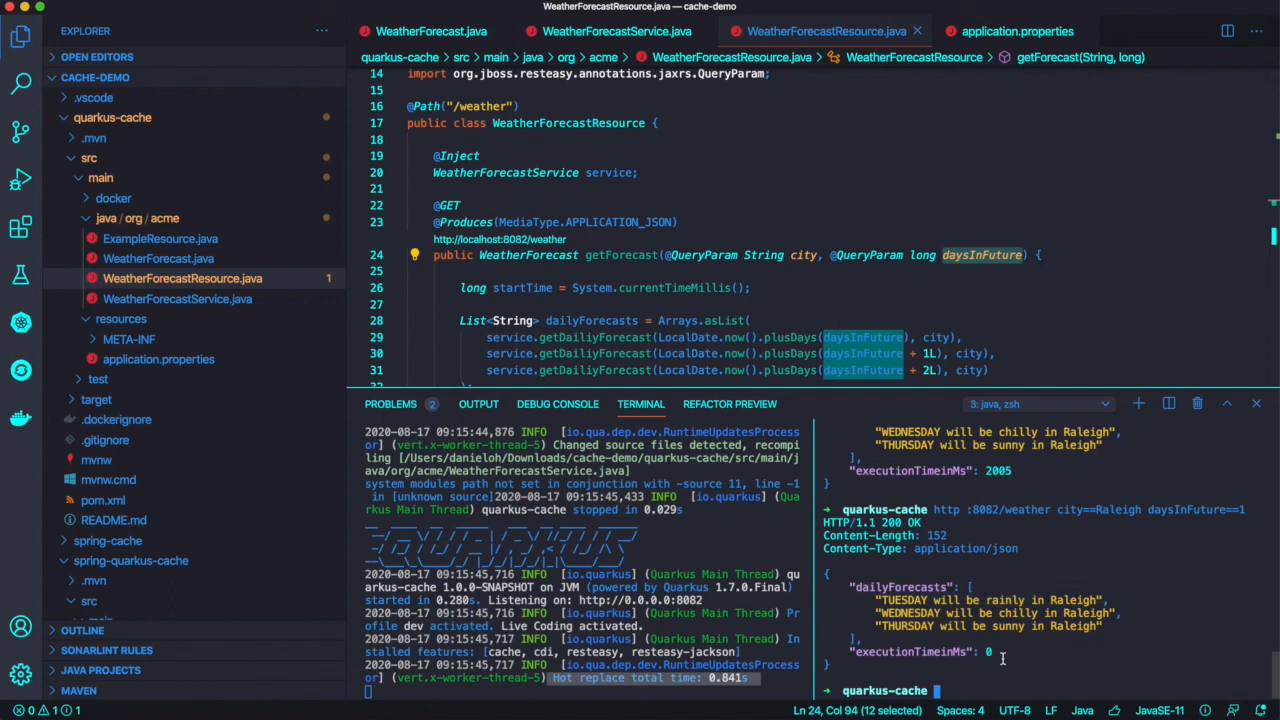 WeatherForecastResource.java — cache-demo
EXPLORER
OPEN EDITORS
CACHE-DEMO
.vscode
quarkus-cache
.mvn
src
main
docker
java / org / acme
ExampleResource.java
WeatherForecast.java
WeatherForecastResource.java 1
WeatherForecastService.java
resources
META-INF
application.properties
test
target
.dockerignore
.gitignore
mvnw
mvnw.cmd
pom.xml
README.md
spring-cache
spring-quarkus-cache
.mvn
src
OUTLINE
SONARLINT RULES
JAVA PROJECTS
MAVEN
WeatherForecast.java WeatherForecastService.java WeatherForecastResource.java application.properties
quarkus-cache > src > main > java > org > acme > WeatherForecastResource.java > WeatherForecastResource > getForecast(String, long)
14 import org.jboss.resteasy.annotations.jaxrs.QueryParam;
15
16 @Path("/weather")
17 public class WeatherForecastResource {
18
19 @Inject
20 WeatherForecastService service;
21
22 @GET
23 @Produces(MediaType.APPLICATION_JSON)
http://localhost:8082/weather
24 public WeatherForecast getForecast(@QueryParam String city, @QueryParam long daysInFuture) {
25
26 long startTime = System.currentTimeMillis();
27
28 List<String> dailyForecasts = Arrays.asList(
29 service.getDailiyForecast(LocalDate.now().plusDays(daysInFuture), city),
30 service.getDailiyForecast(LocalDate.now().plusDays(daysInFuture + 1L), city),
31 service.getDailiyForecast(LocalDate.now().plusDays(daysInFuture + 2L), city)
PROBLEMS 2 OUTPUT DEBUG CONSOLE TERMINAL REFACTOR PREVIEW 3: java, zsh
2020-08-17 09:15:44,876 INFO [io.qua.dep.dev.RuntimeUpdatesProcess
or] (vert.x-worker-thread-5) Changed source files detected, recompi
ling [/Users/danieloh/Downloads/cache-demo/quarkus-cache/src/main/j
ava/org/acme/WeatherForecastService.java]
system modules path not set in conjunction with -source 11, line -1
in [unknown source]2020-08-17 09:15:45,433 INFO [io.quarkus] (Qua
rkus Main Thread) quarkus-cache stopped in 0.029s
2020-08-17 09:15:45,716 INFO [io.quarkus] (Quarkus Main Thread) qu
arkus-cache 1.0.0-SNAPSHOT on JVM (powered by Quarkus 1.7.0.Final)
started in 0.280s. Listening on: http://0.0.0.0:8082
2020-08-17 09:15:45,716 INFO [io.quarkus] (Quarkus Main Thread) Pr
ofile dev activated. Live Coding activated.
2020-08-17 09:15:45,717 INFO [io.quarkus] (Quarkus Main Thread) In
stalled features: [cache, cdi, resteasy, resteasy-jackson]
2020-08-17 09:15:45,717 INFO [io.qua.dep.dev.RuntimeUpdatesProcess
or] (vert.x-worker-thread-5) Hot replace total time: 0.841s
"WEDNESDAY will be chilly in Raleigh",
"THURSDAY will be sunny in Raleigh"
],
"executionTimeinMs": 2005
}
➜ quarkus-cache http :8082/weather city==Raleigh daysInFuture==1
HTTP/1.1 200 OK
Content-Length: 152
Content-Type: application/json
{
"dailyForecasts": [
"TUESDAY will be rainly in Raleigh",
"WEDNESDAY will be chilly in Raleigh",
"THURSDAY will be sunny in Raleigh"
],
"executionTimeinMs": 0
}
➜ quarkus-cache
0 1 1 Ln 24, Col 94 (12 selected) Spaces: 4 UTF-8 LF Java JavaSE-11